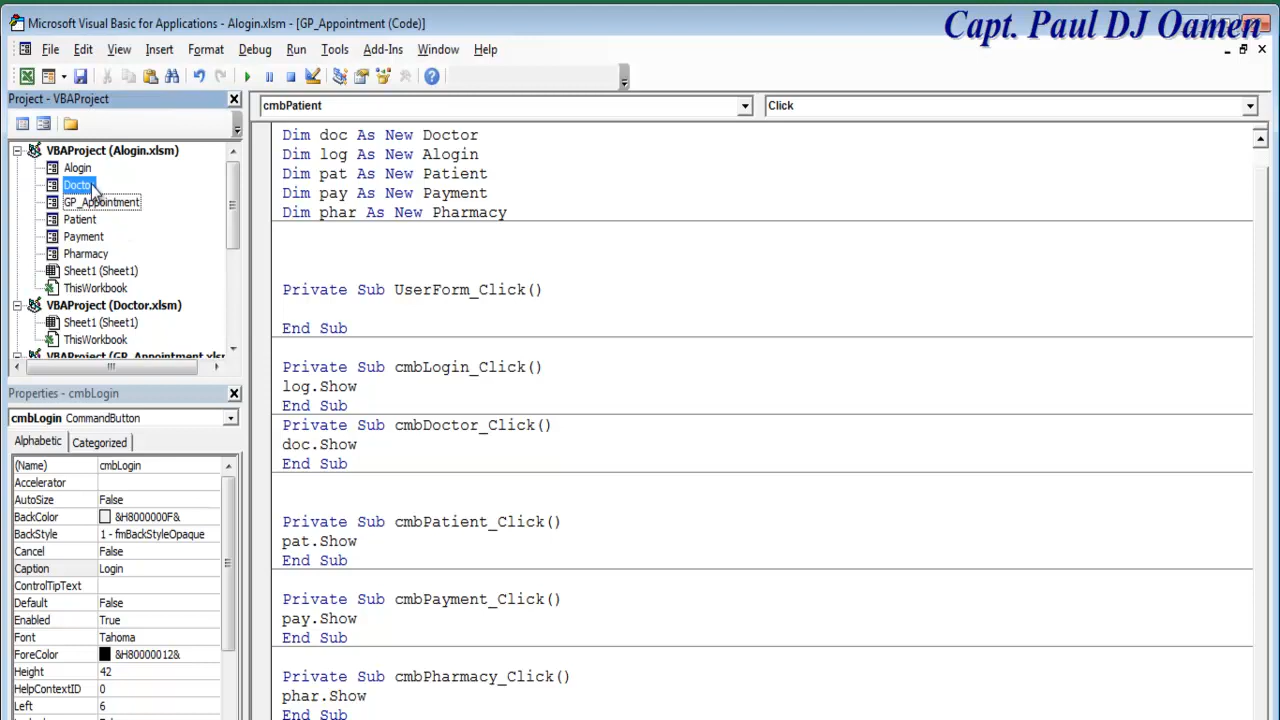 Microsoft Visual Basic for Applications - Alogin.xlsm - [GP_Appointment (Code)]
Capt. Paul DJ Oamen
File Edit View Insert Format Debug Run Tools Add-Ins Window Help
Project - VBAProject
cmbPatient
Click
VBAProject (Alogin.xlsm)
Alogin
Doctor
GP_Appointment
Patient
Payment
Pharmacy
Sheet1 (Sheet1)
ThisWorkbook
VBAProject (Doctor.xlsm)
Sheet1 (Sheet1)
ThisWorkbook
VBAProject (GP_Appointment.xlsm
Properties - cmbLogin
cmbLogin CommandButton
Alphabetic Categorized
(Name) cmbLogin
Accelerator
AutoSize False
BackColor &H8000000F&
BackStyle 1 - fmBackStyleOpaque
Cancel False
Caption Login
ControlTipText
Default False
Enabled True
Font Tahoma
ForeColor &H80000012&
Height 42
HelpContextID 0
Left 6
Dim doc As New Doctor
Dim log As New Alogin
Dim pat As New Patient
Dim pay As New Payment
Dim phar As New Pharmacy
Private Sub UserForm_Click()
End Sub
Private Sub cmbLogin_Click()
log.Show
End Sub
Private Sub cmbDoctor_Click()
doc.Show
End Sub
Private Sub cmbPatient_Click()
pat.Show
End Sub
Private Sub cmbPayment_Click()
pay.Show
End Sub
Private Sub cmbPharmacy_Click()
phar.Show
End Sub